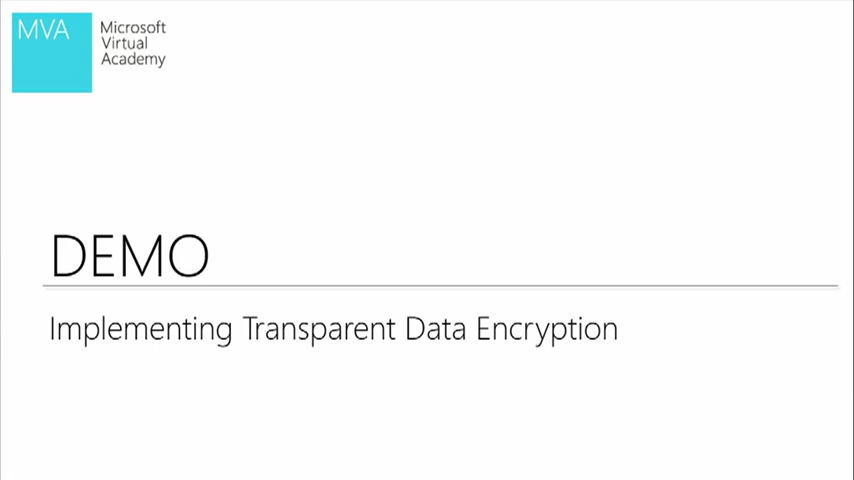 MVA
Microsoft
Virtual
Academy
DEMO
Implementing Transparent Data Encryption